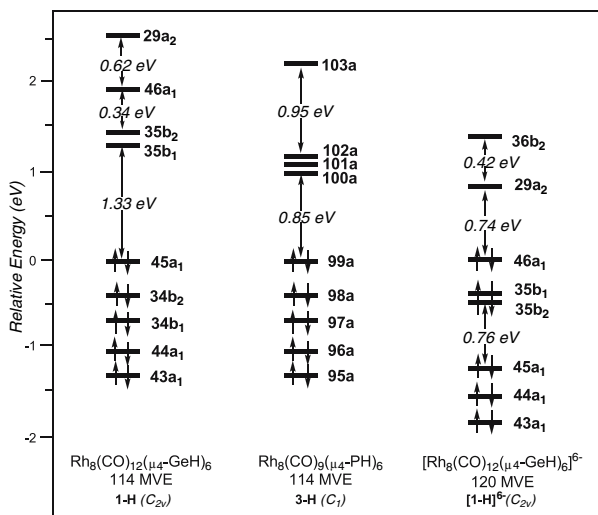 Relative Energy (eV)
2
1
0
-1
-2
29a2
0.62 eV
46a1
0.34 eV
35b2
35b1
1.33 eV
45a1
34b2
34b1
44a1
43a1
Rh8(CO)12(μ4-GeH)6
114 MVE
1-H (C2v)
103a
0.95 eV
102a
101a
100a
0.85 eV
99a
98a
97a
96a
95a
Rh8(CO)9(μ4-PH)6
114 MVE
3-H (C1)
36b2
0.42 eV
29a2
0.74 eV
46a1
35b1
35b2
0.76 eV
45a1
44a1
43a1
[Rh8(CO)12(μ4-GeH)6]6-
120 MVE
[1-H]6-(C2v)